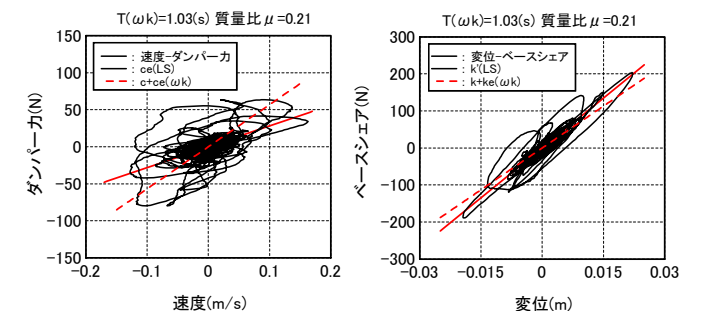 T(ωk)=1.03(s) 質量比μ=0.21
150
100
50
0
−50
−100
−150
−0.2
−0.1
0
0.1
0.2
ダンパー力(N)
速度(m/s)
: 速度-ダンパー力
: ce(LS)
: c+ce(ωk)
T(ωk)=1.03(s) 質量比μ=0.21
300
200
100
0
−100
−200
−300
−0.03
−0.015
0
0.015
0.03
ベースシェア(N)
変位(m)
: 変位-ベースシェア
: k'(LS)
: k+ke(ωk)